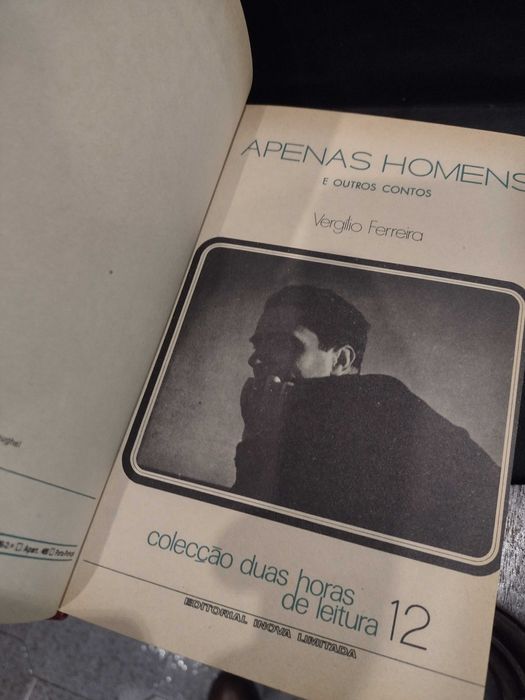 APENAS HOMENS
E OUTROS CONTOS
Vergílio Ferreira
colecção duas horas
de leitura 12
EDITORIAL INOVA LIMITADA